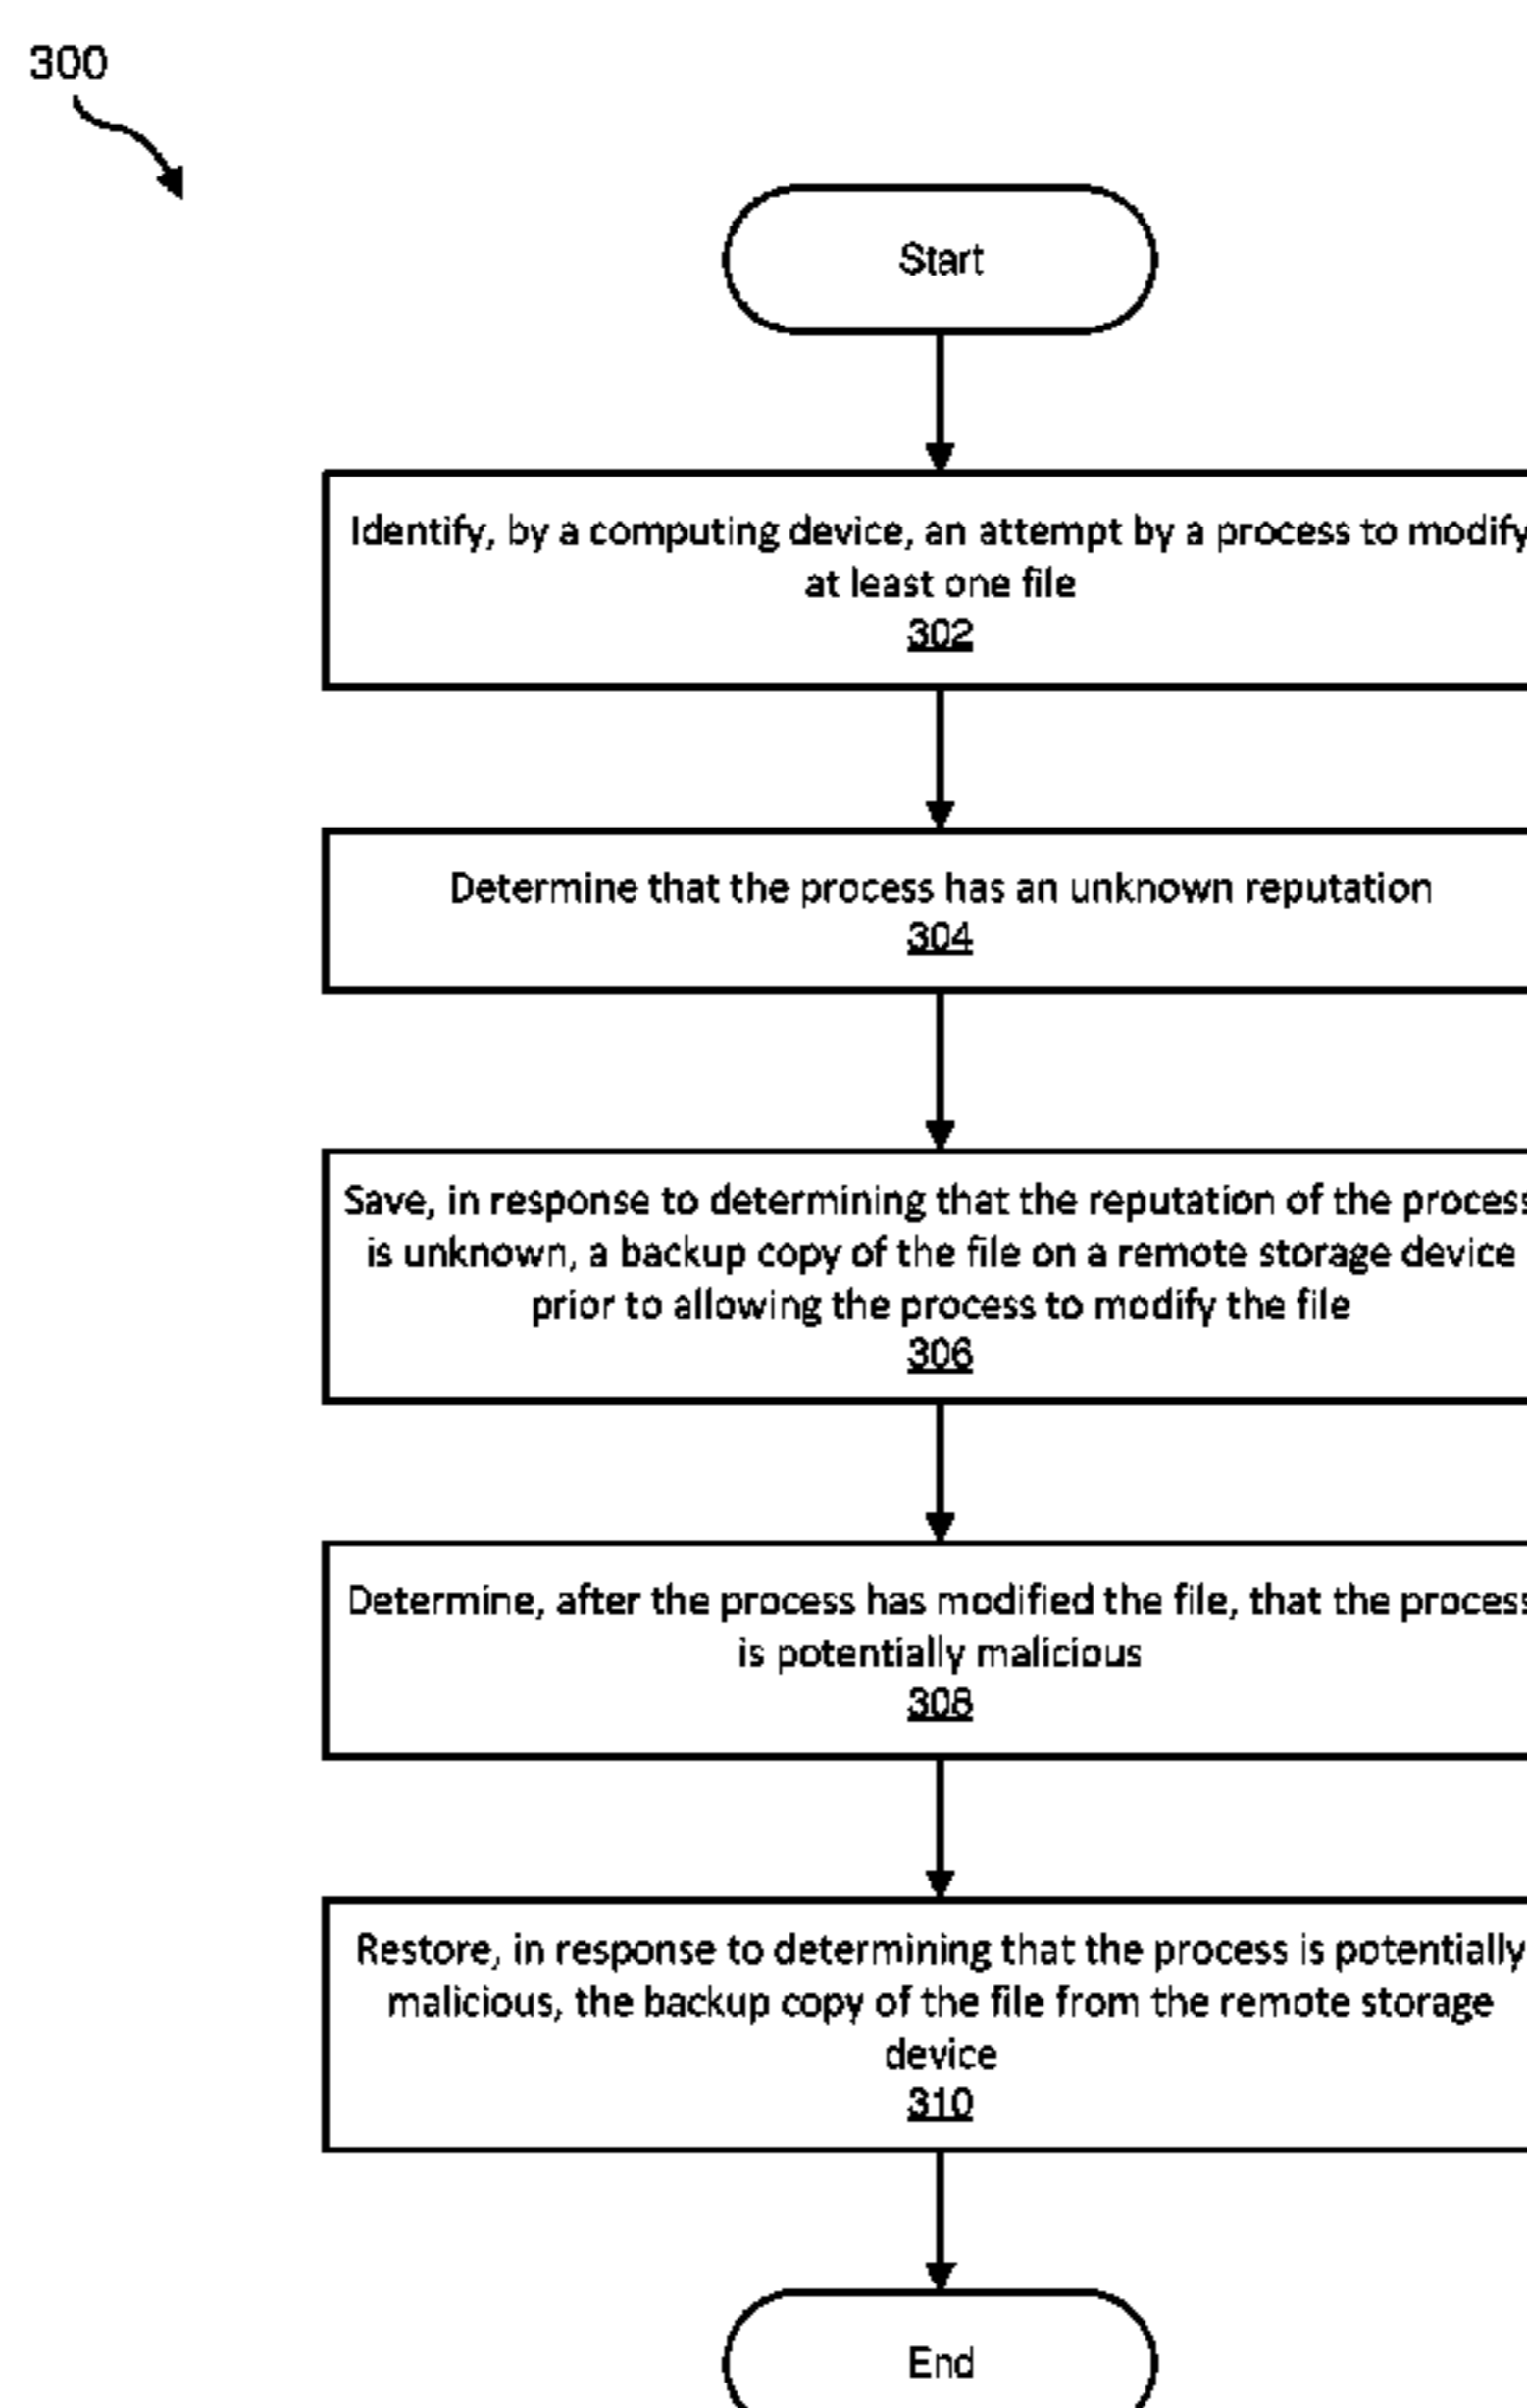 300
Start
Identify, by a computing device, an attempt by a process to modify
at least one file
302
Determine that the process has an unknown reputation
304
Save, in response to determining that the reputation of the process
is unknown, a backup copy of the file on a remote storage device
prior to allowing the process to modify the file
306
Determine, after the process has modified the file, that the process
is potentially malicious
308
Restore, in response to determining that the process is potentially
malicious, the backup copy of the file from the remote storage
device
310
End